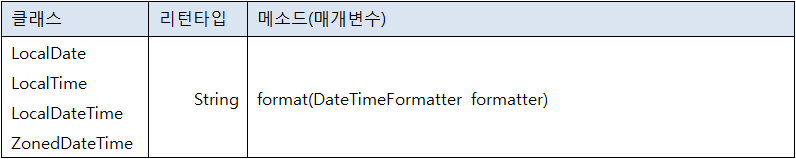 클래스 리턴타입 메소드(매개변수)
LocalDate
LocalTime
LocalDateTime
ZonedDateTime
String format(DateTimeFormatter formatter)